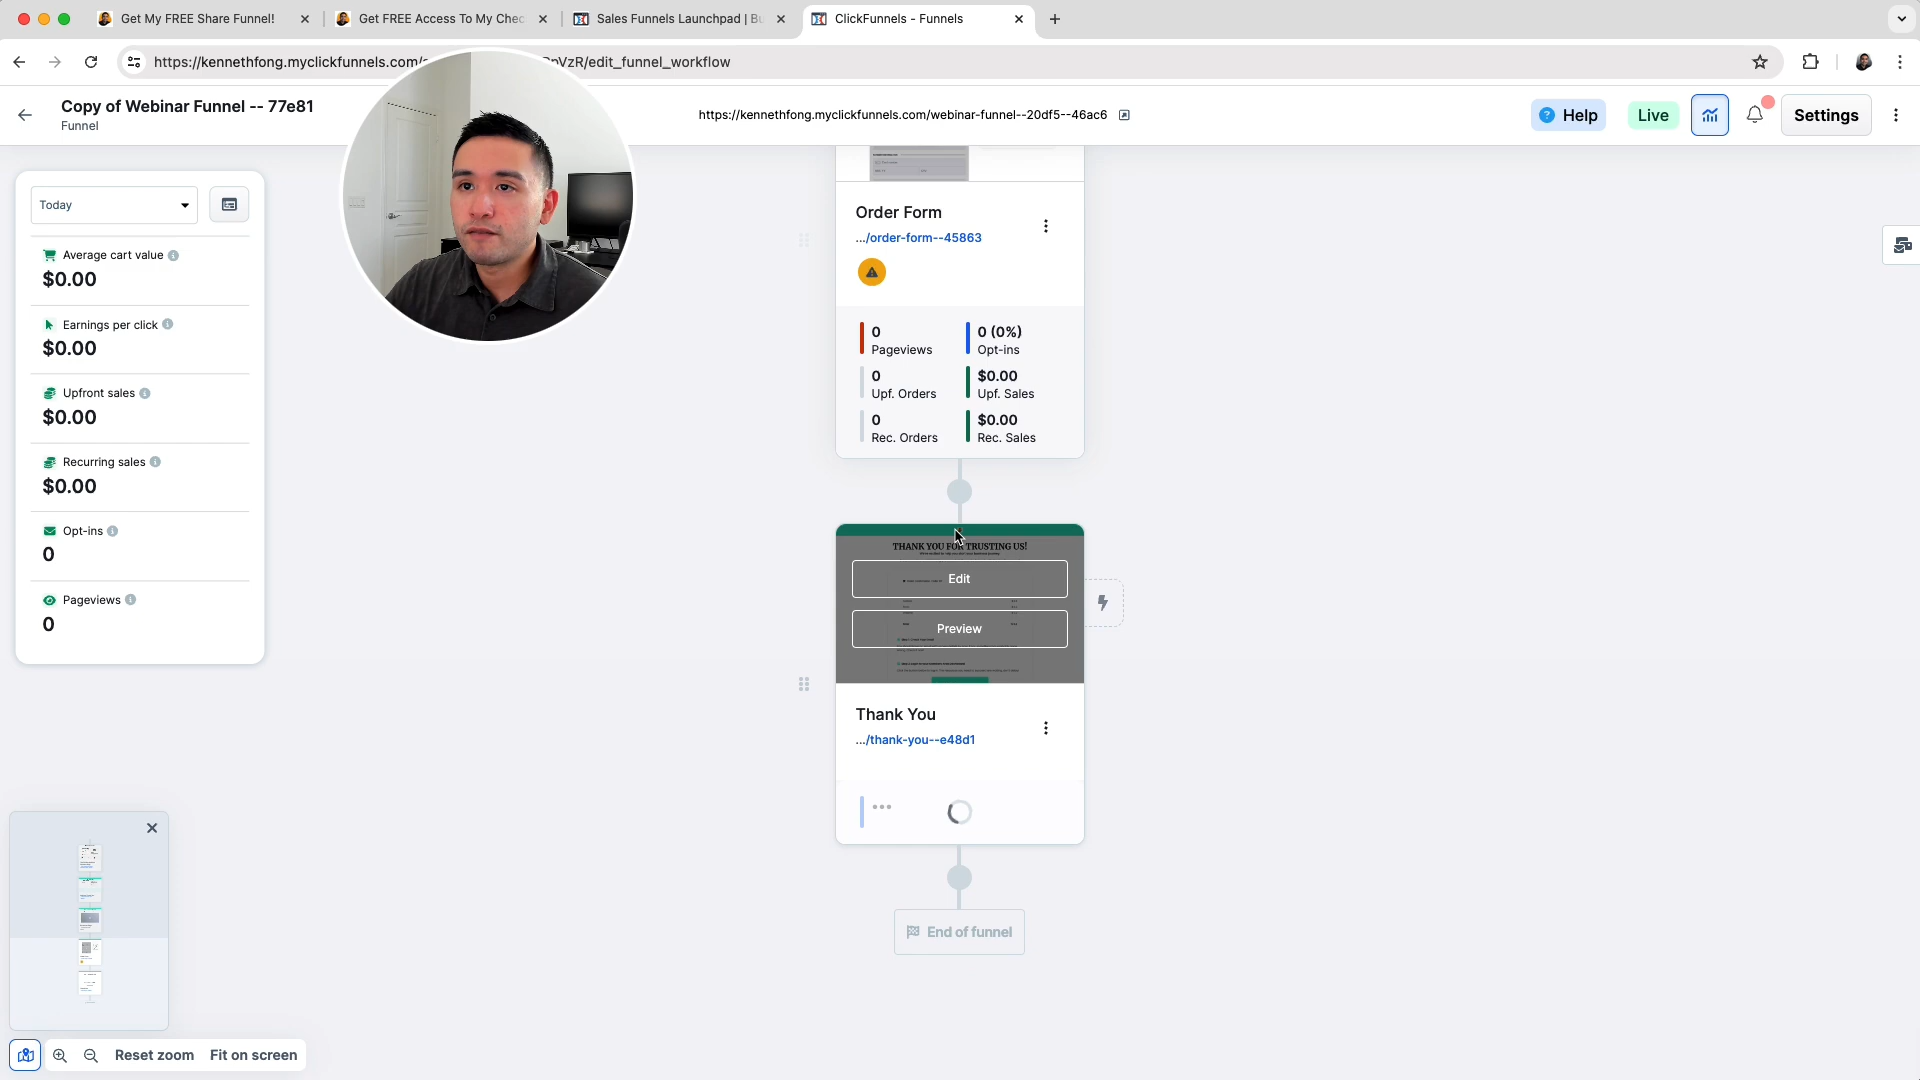 Get My FREE Share Funnel!
Get FREE Access To My Chec
Sales Funnels Launchpad | Bu
ClickFunnels - Funnels
https://kennethfong.myclickfunnels.com/
VzR/edit_funnel_workflow
Copy of Webinar Funnel -- 77e81
Funnel
https://kennethfong.myclickfunnels.com/webinar-funnel--20df5--46ac6
Help
Live
Settings
Today
Average cart value
$0.00
Earnings per click
$0.00
Upfront sales
$0.00
Recurring sales
$0.00
Opt-ins
0
Pageviews
0
Order Form
.../order-form--45863
0
Pageviews
0 (0%)
Opt-ins
0
Upf. Orders
$0.00
Upf. Sales
0
Rec. Orders
$0.00
Rec. Sales
THANK YOU FOR TRUSTING US!
Edit
Preview
Thank You
.../thank-you--e48d1
End of funnel
Reset zoom
Fit on screen